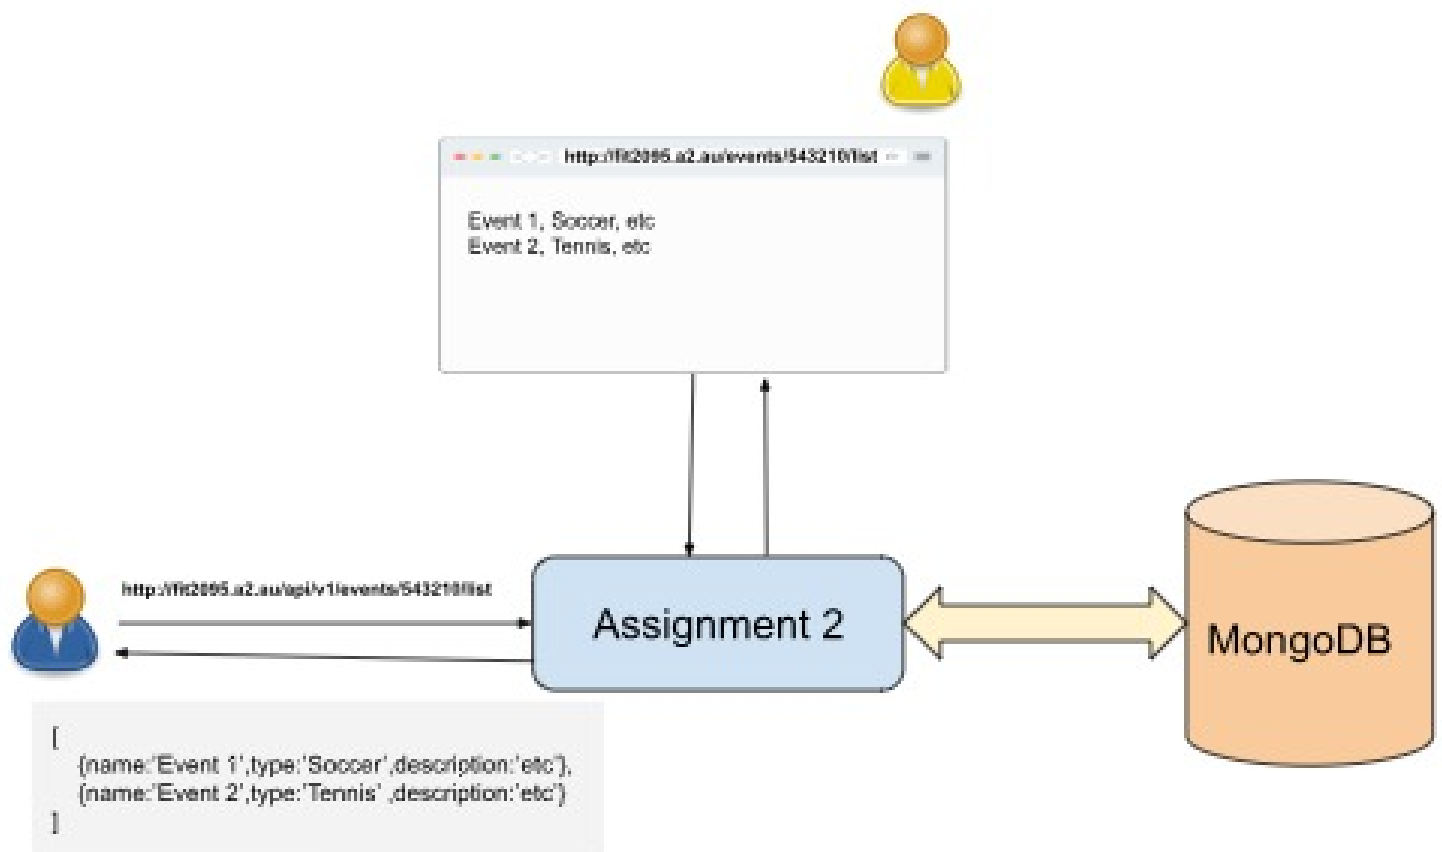 http://fit2095.a2.au/events/543210/list
Event 1, Soccer, etc
Event 2, Tennis, etc
http://fit2095.a2.au/api/v1/events/543210/list
Assignment 2
MongoDB
[
{name:'Event 1',type:'Soccer',description:'etc'},
{name:'Event 2',type:'Tennis' ,description:'etc'}
]